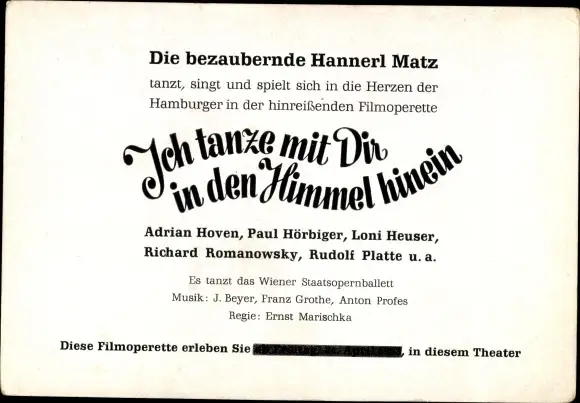 Die bezaubernde Hannerl Matz
tanzt, singt und spielt sich in die Herzen der
Hamburger in der hinreißenden Filmoperette
Ich tanze mit Dir
in den Himmel hinein
Adrian Hoven, Paul Hörbiger, Loni Heuser,
Richard Romanowsky, Rudolf Platte u. a.
Es tanzt das Wiener Staatsopernballett
Musik: J. Beyer, Franz Grothe, Anton Profes
Regie: Ernst Marischka
Diese Filmoperette erleben Sie , in diesem Theater